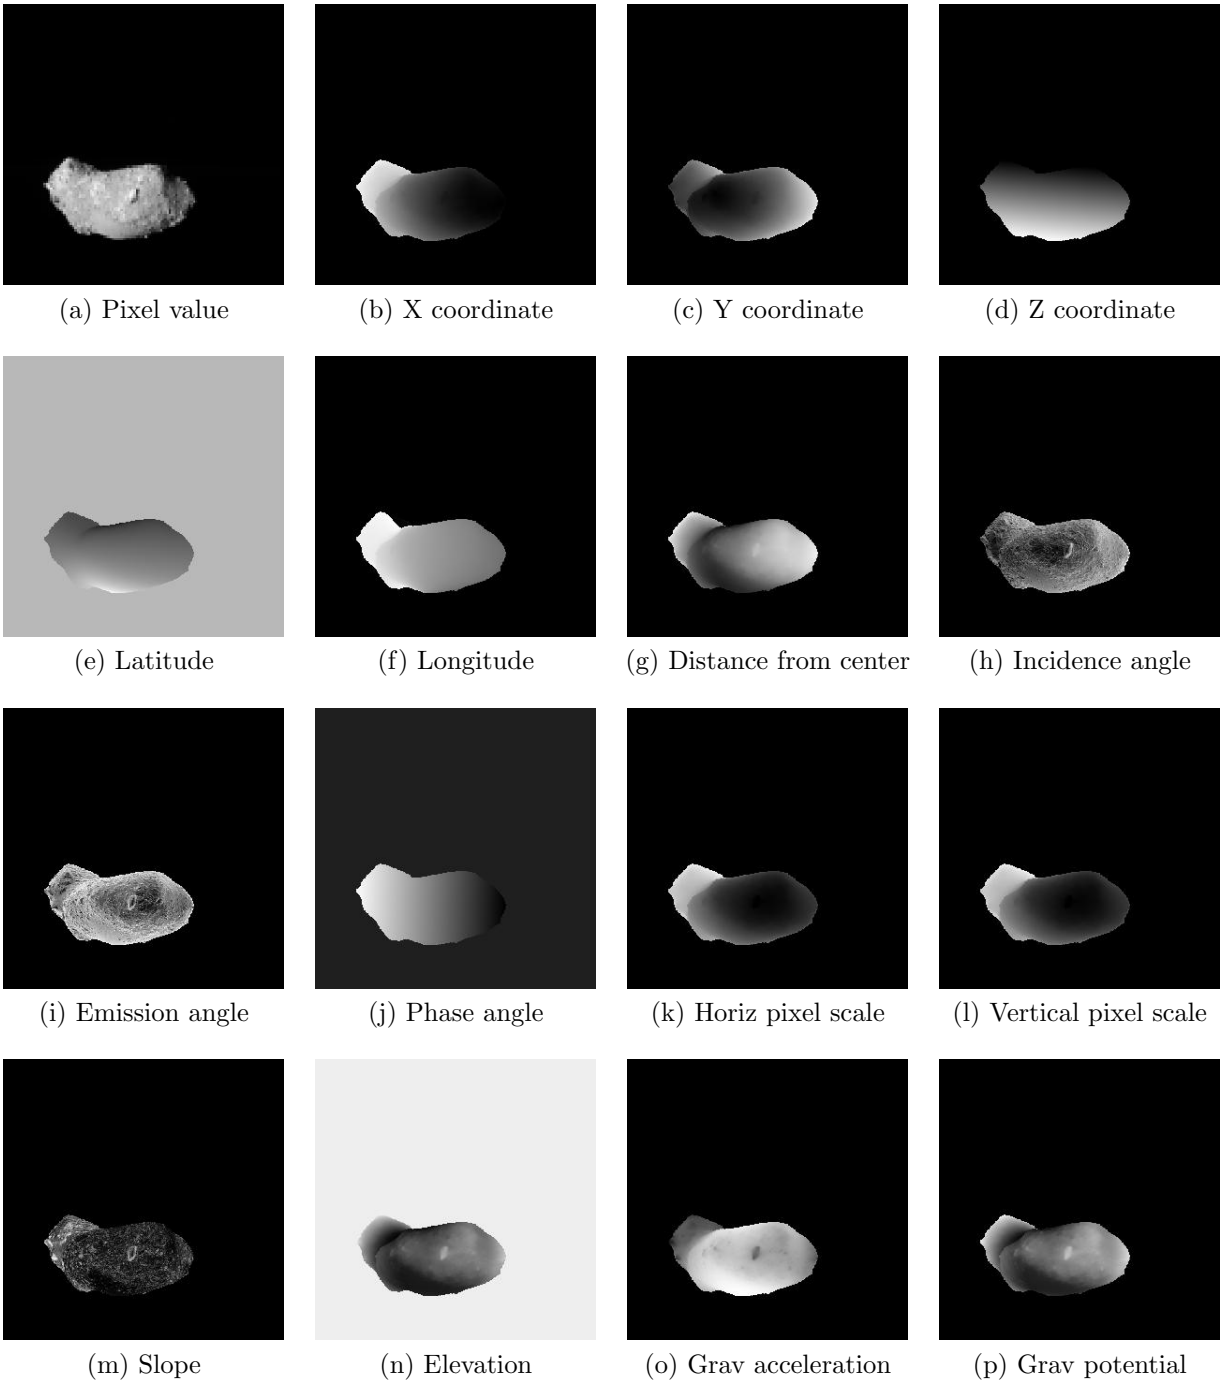 (a) Pixel value
(b) X coordinate
(c) Y coordinate
(d) Z coordinate
(e) Latitude
(f) Longitude
(g) Distance from center
(h) Incidence angle
(i) Emission angle
(j) Phase angle
(k) Horiz pixel scale
(l) Vertical pixel scale
(m) Slope
(n) Elevation
(o) Grav acceleration
(p) Grav potential